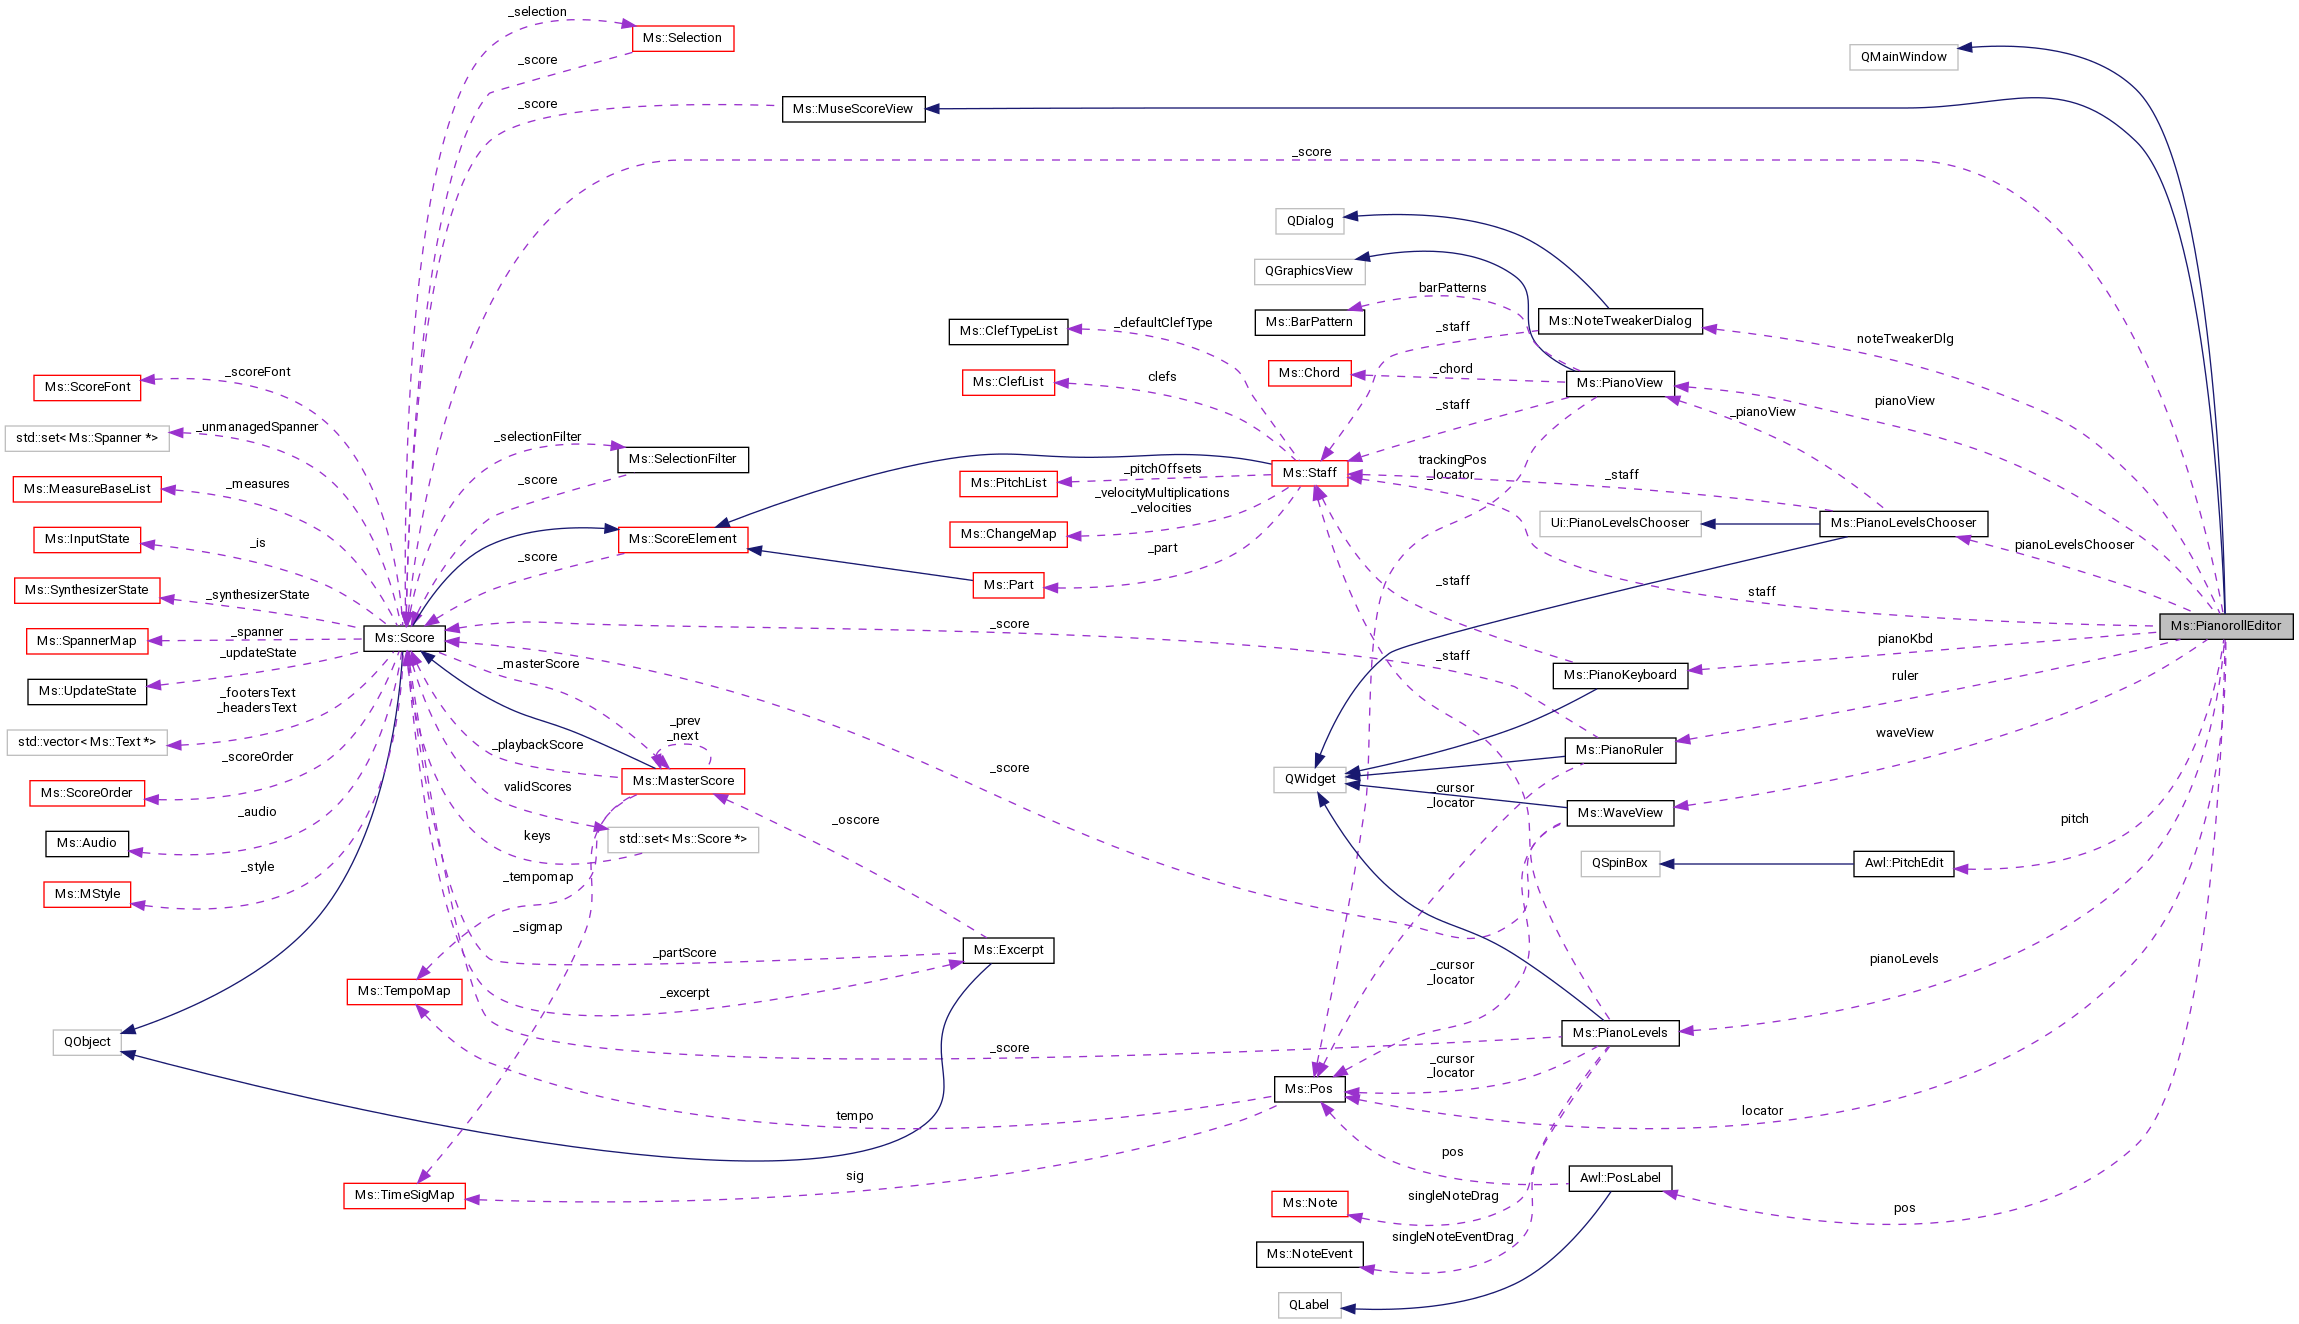 _selection
Ms::Selection
_score
QMainWindow
_score
Ms::MuseScoreView
_score
QDialog
QGraphicsView
barPatterns
Ms::BarPattern
Ms::NoteTweakerDialog
_defaultClefType
Ms::ClefTypeList
_staff
noteTweakerDlg
_scoreFont
Ms::ScoreFont
clefs
Ms::ClefList
Ms::Chord
_chord
Ms::PianoView
_staff
pianoView
_pianoView
_unmanagedSpanner
std::set< Ms::Spanner *>
_selectionFilter
Ms::SelectionFilter
_score
trackingPos
_locator
_measures
Ms::MeasureBaseList
_pitchOffsets
Ms::PitchList
Ms::Staff
_staff
_velocityMultiplications
_velocities
Ms::ChangeMap
Ui::PianoLevelsChooser
Ms::PianoLevelsChooser
pianoLevelsChooser
_is
Ms::InputState
Ms::ScoreElement
_score
_part
Ms::Part
_staff
staff
_synthesizerState
Ms::SynthesizerState
_spanner
Ms::SpannerMap
Ms::Score
_score
Ms::PianorollEditor
pianoKbd
_updateState
Ms::UpdateState
_masterScore
_staff
Ms::PianoKeyboard
ruler
_footersText
_headersText
std::vector< Ms::Text *>
_prev
_next
_playbackScore
Ms::PianoRuler
waveView
_scoreOrder
Ms::ScoreOrder
validScores
Ms::MasterScore
_score
QWidget
_cursor
_locator
_audio
Ms::Audio
keys
std::set< Ms::Score *>
_oscore
Ms::WaveView
pitch
QSpinBox
Awl::PitchEdit
_style
Ms::MStyle
_tempomap
_sigmap
_partScore
Ms::Excerpt
_cursor
_locator
pianoLevels
Ms::TempoMap
_excerpt
QObject
_score
Ms::PianoLevels
_cursor
_locator
Ms::Pos
tempo
locator
sig
pos
Ms::TimeSigMap
Awl::PosLabel
Ms::Note
singleNoteDrag
pos
singleNoteEventDrag
Ms::NoteEvent
QLabel